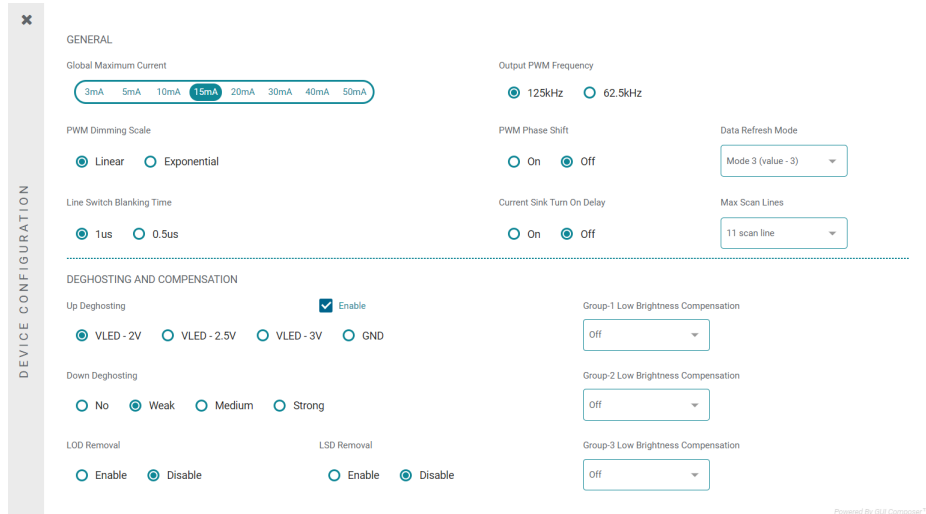 ✖
GENERAL
Global Maximum Current
Output PWM Frequency
3mA 5mA 10mA 15mA 20mA 30mA 40mA 50mA
125kHz 62.5kHz
PWM Dimming Scale
PWM Phase Shift
Data Refresh Mode
Linear Exponential
On Off
Mode 3 (value - 3)
Line Switch Blanking Time
Current Sink Turn On Delay
Max Scan Lines
1us 0.5us
On Off
11 scan line
DEVICE CONFIGURATION
DEGHOSTING AND COMPENSATION
Up Deghosting
Enable
Group-1 Low Brightness Compensation
VLED - 2V VLED - 2.5V VLED - 3V GND
Off
Down Deghosting
Group-2 Low Brightness Compensation
No Weak Medium Strong
Off
LOD Removal
LSD Removal
Group-3 Low Brightness Compensation
Enable Disable
Enable Disable
Off
Powered By GUI Composer™